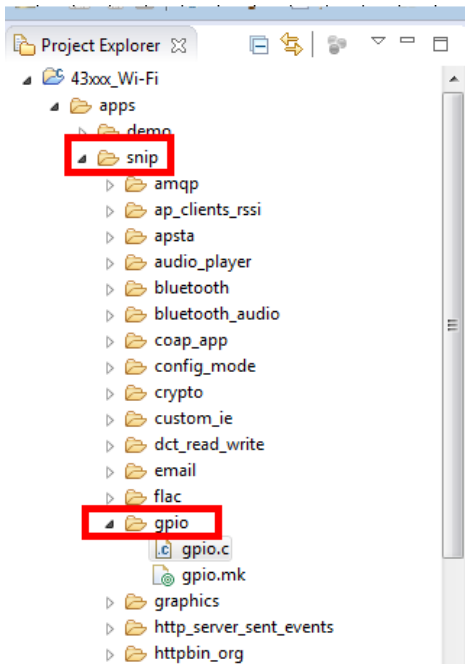 Project Explorer
43xxx_Wi-Fi
apps
demo
snip
amqp
ap_clients_rssi
apsta
audio_player
bluetooth
bluetooth_audio
coap_app
config_mode
crypto
custom_ie
dct_read_write
email
flac
gpio
.c gpio.c
gpio.mk
graphics
http_server_sent_events
httpbin_org